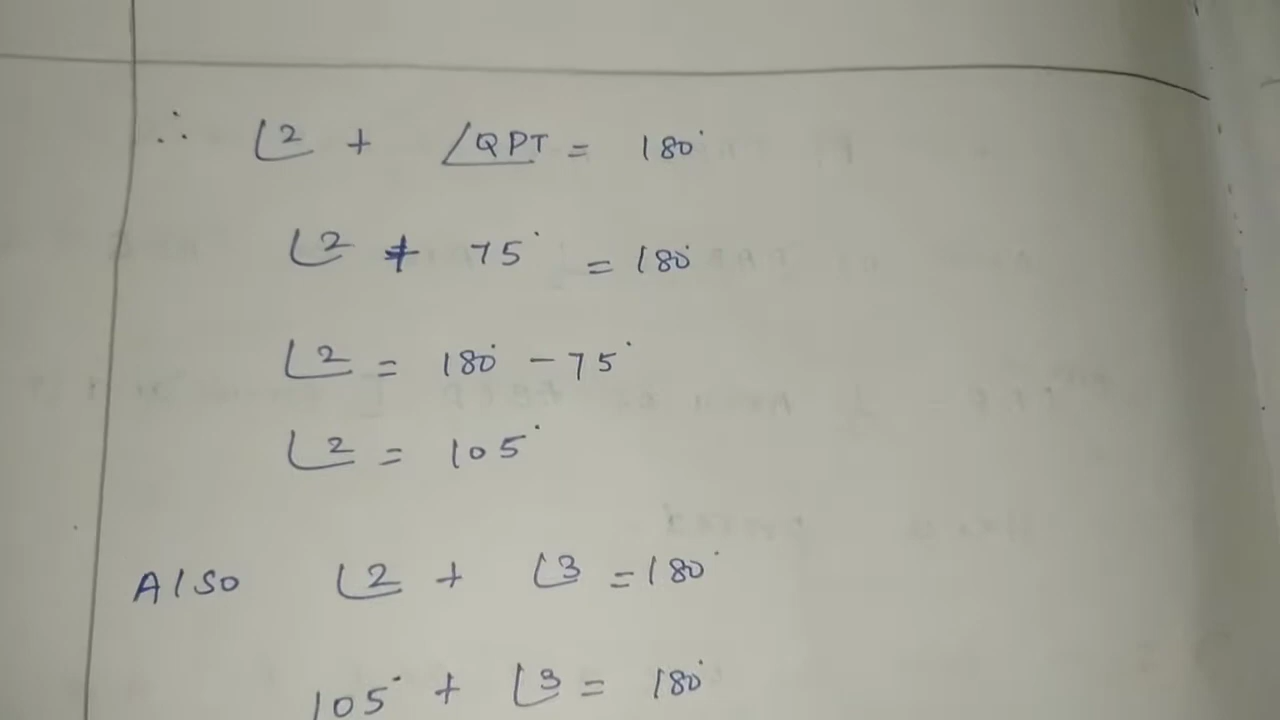 ∴ ∠2 + ∠QPT = 180°
∠2 + 75° = 180°
∠2 = 180° - 75°
∠2 = 105°
Also ∠2 + ∠3 = 180°
105° + ∠3 = 180°